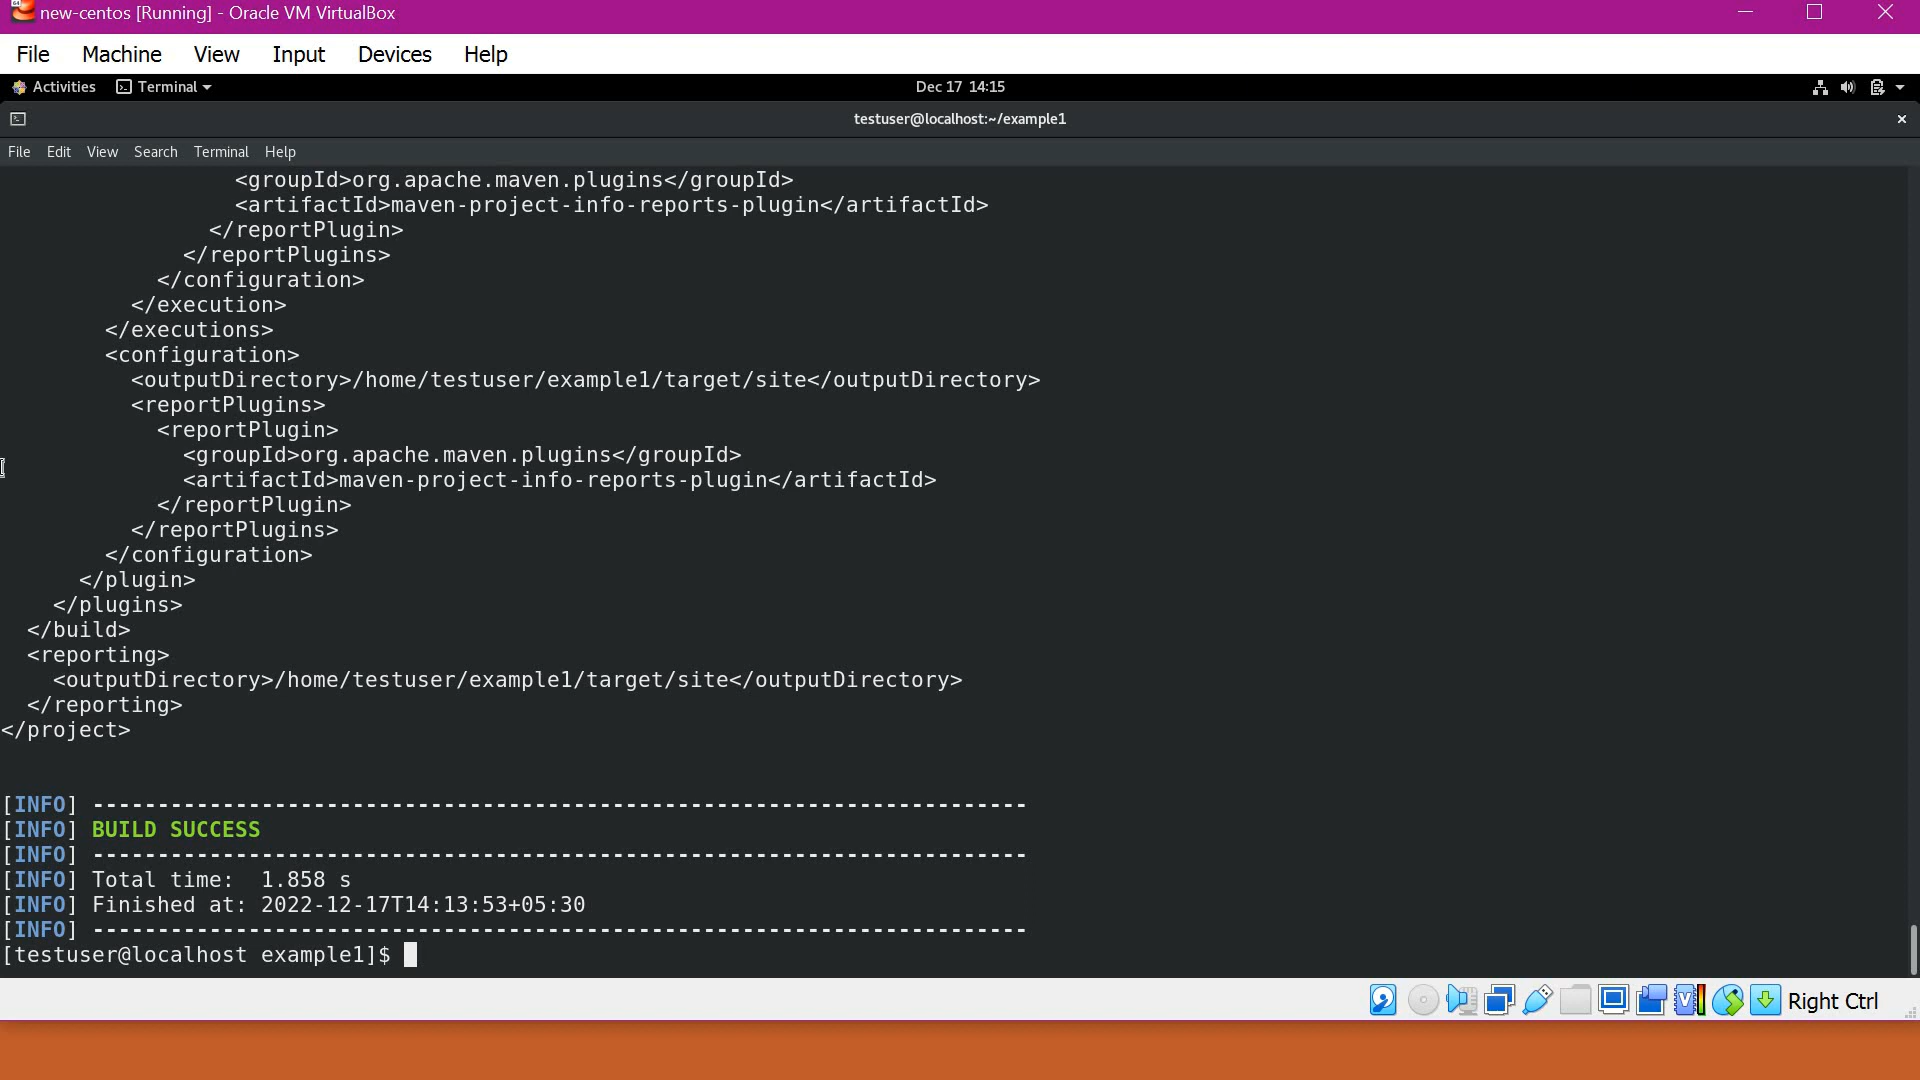 new-centos [Running] - Oracle VM VirtualBox
File Machine View Input Devices Help
Activities Terminal Dec 17 14:15
testuser@localhost:~/example1
File Edit View Search Terminal Help
<groupId>org.apache.maven.plugins</groupId>
<artifactId>maven-project-info-reports-plugin</artifactId>
</reportPlugin>
</reportPlugins>
</configuration>
</execution>
</executions>
<configuration>
<outputDirectory>/home/testuser/example1/target/site</outputDirectory>
<reportPlugins>
<reportPlugin>
<groupId>org.apache.maven.plugins</groupId>
<artifactId>maven-project-info-reports-plugin</artifactId>
</reportPlugin>
</reportPlugins>
</configuration>
</plugin>
</plugins>
</build>
<reporting>
<outputDirectory>/home/testuser/example1/target/site</outputDirectory>
</reporting>
</project>
[INFO] ------------------------------------------------------------------------
[INFO] BUILD SUCCESS
[INFO] ------------------------------------------------------------------------
[INFO] Total time:  1.858 s
[INFO] Finished at: 2022-12-17T14:13:53+05:30
[INFO] ------------------------------------------------------------------------
[testuser@localhost example1]$
Right Ctrl